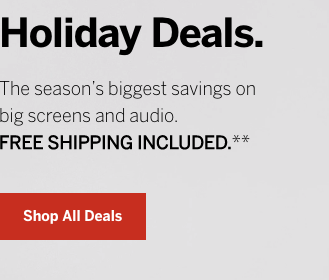 Holiday Deals.
The season's biggest savings on
big screens and audio.
FREE SHIPPING INCLUDED.**
Shop All Deals